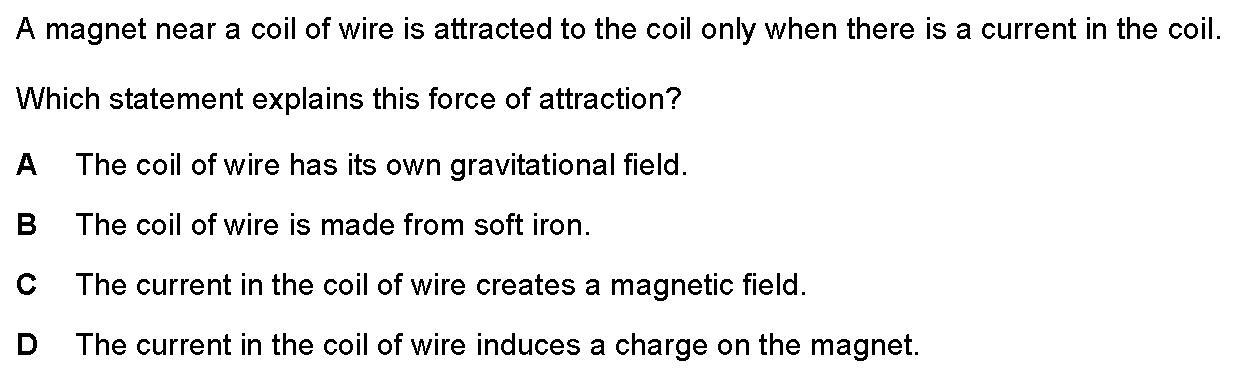 A magnet near a coil of wire is attracted to the coil only when there is a current in the coil.
Which statement explains this force of attraction?
A The coil of wire has its own gravitational field.
B The coil of wire is made from soft iron.
C The current in the coil of wire creates a magnetic field.
D The current in the coil of wire induces a charge on the magnet.